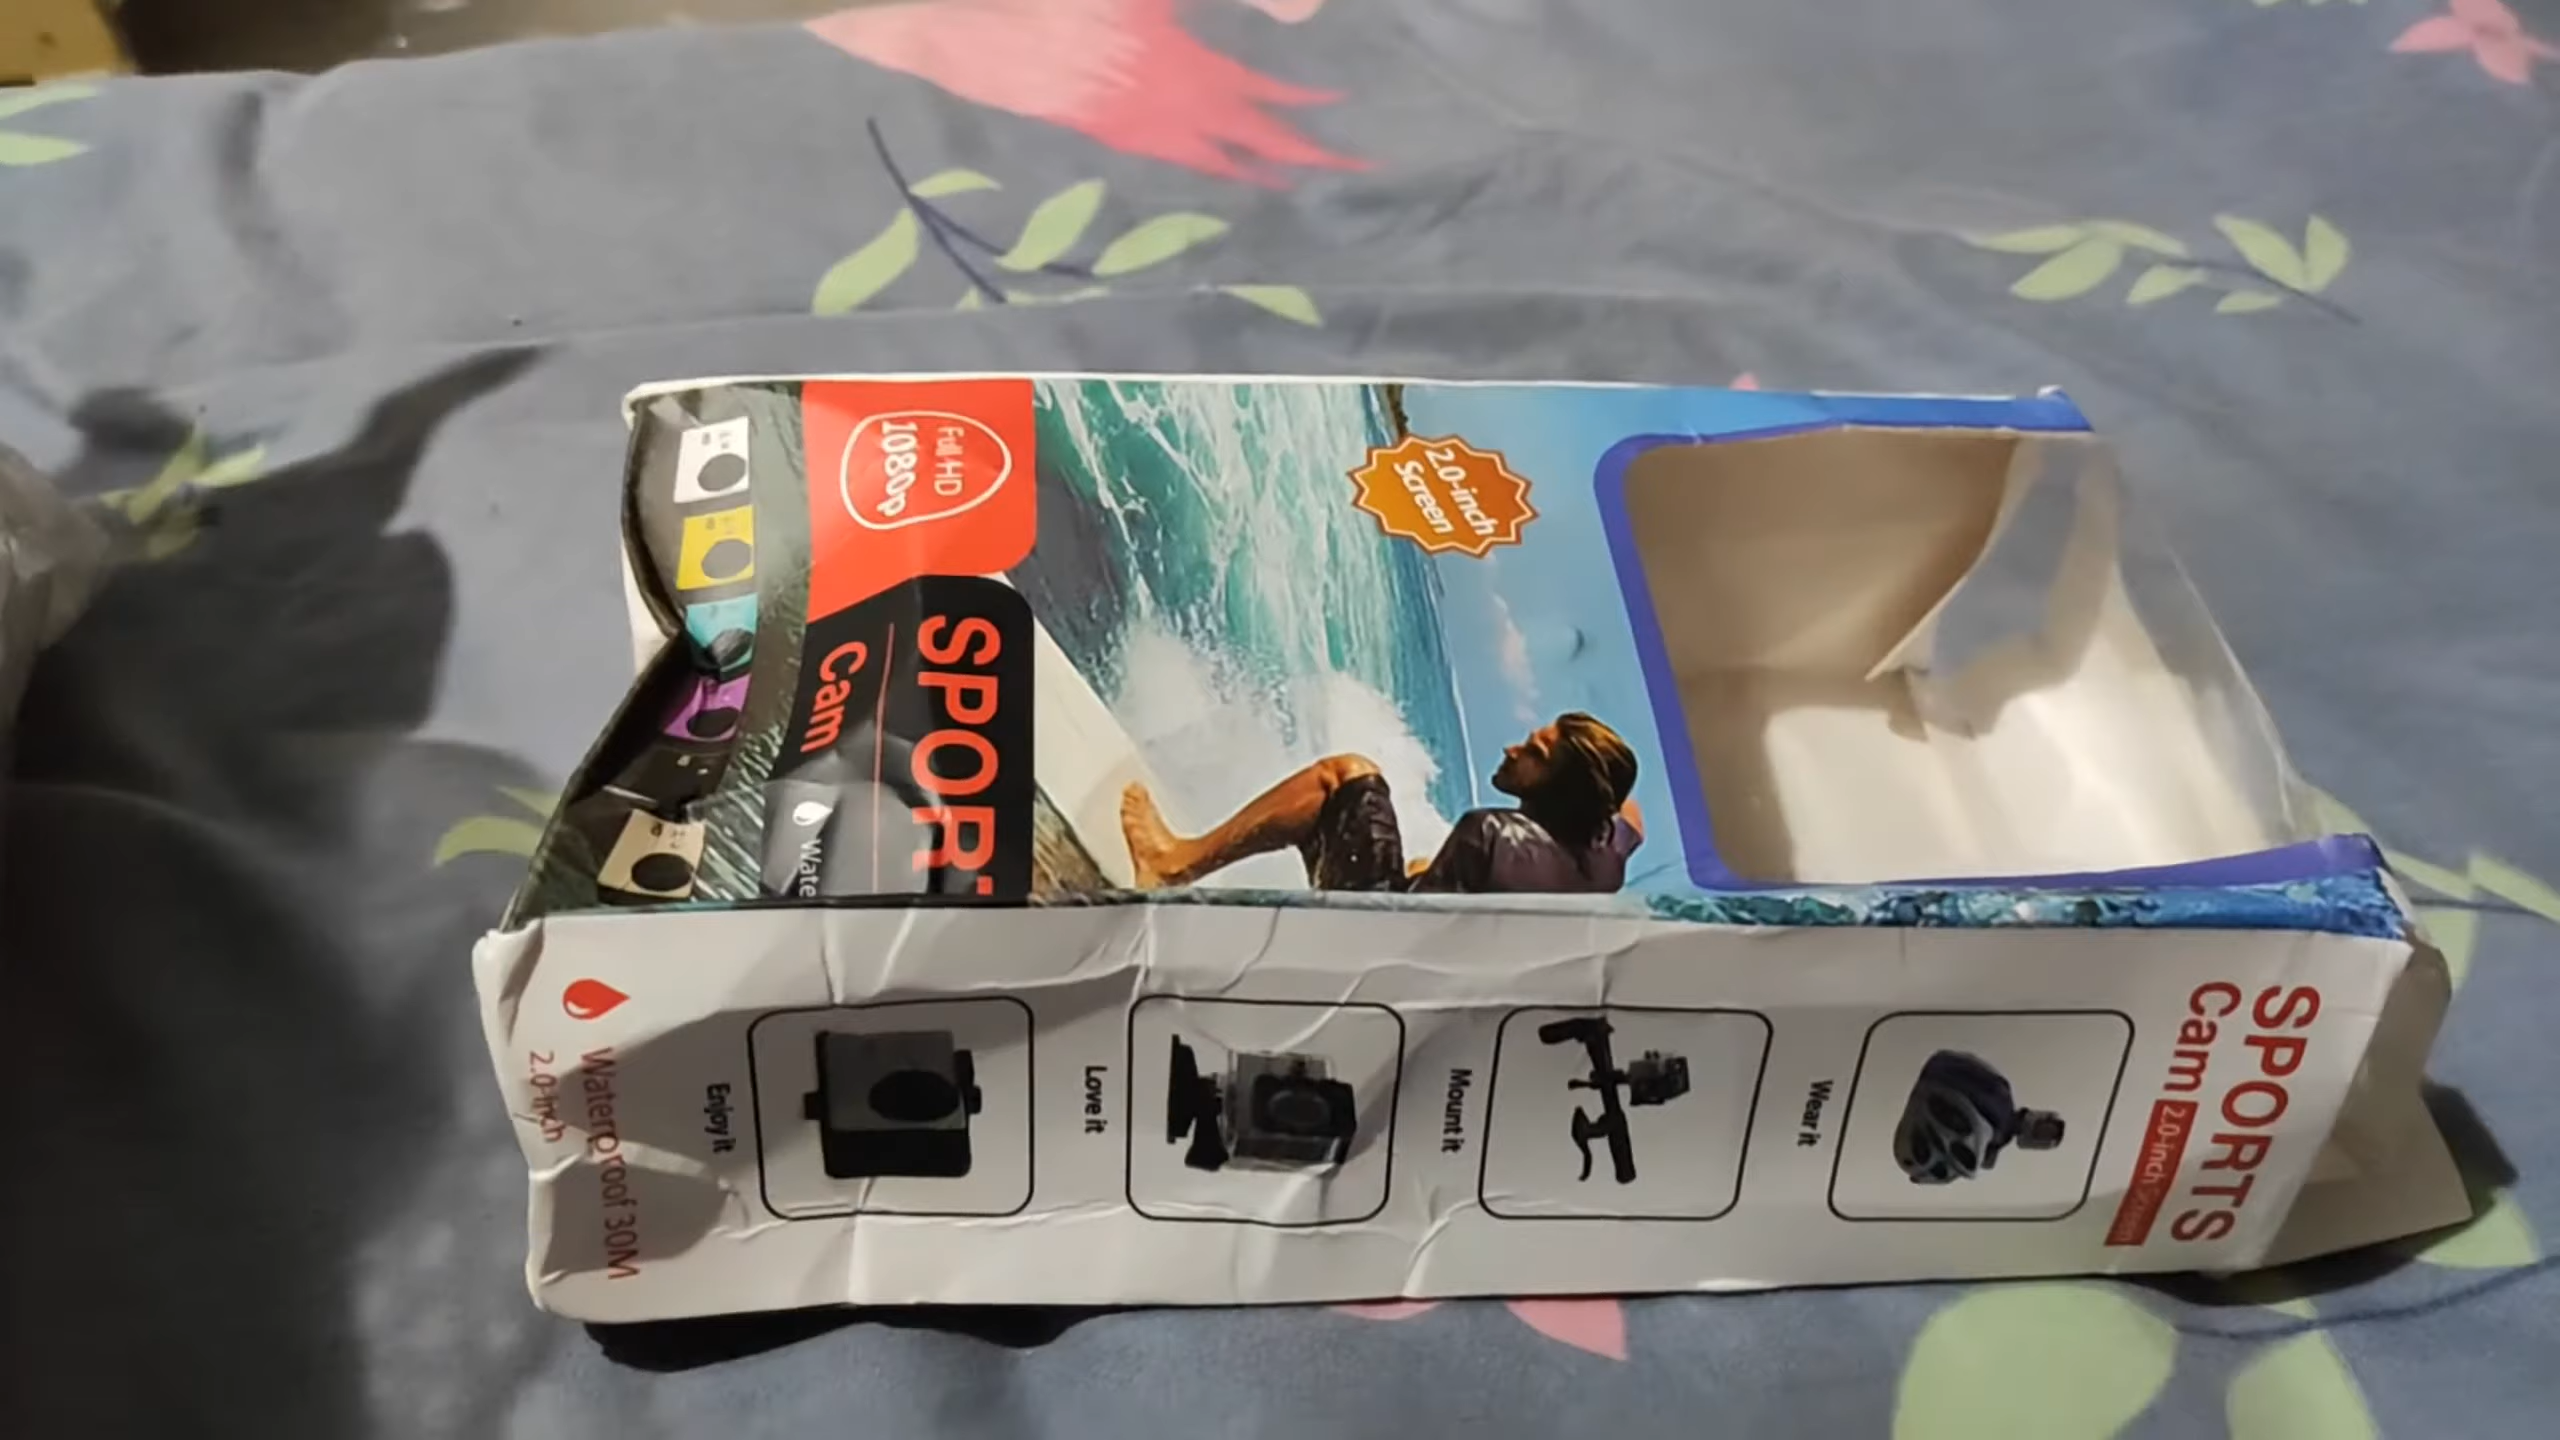 Full HD
1080p
SPORT
Cam
Wate
2.0-inch
Screen
SPORTS
Cam 2.0-inch screen
Wear it
Mount it
Love it
Enjoy it
Waterproof 30M
2.0-inch